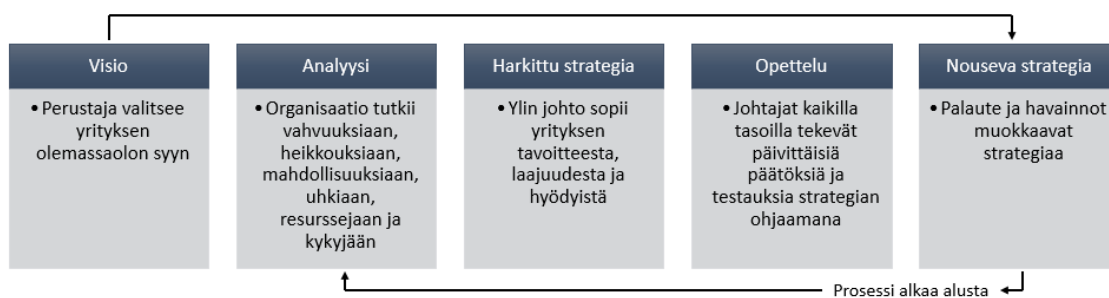 Visio
• Perustaja valitsee
yrityksen
olemassaolon syyn
Analyysi
• Organisaatio tutkii
vahvuuksiaan,
heikkouksiaan,
mahdollisuuksiaan,
uhkiaan,
resurssejaan ja
kykyjään
Harkittu strategia
• Ylin johto sopii
yrityksen
tavoitteesta,
laajuudesta ja
hyödyistä
Opettelu
• Johtajat kaikilla
tasoilla tekevät
päivittäisiä
päätöksiä ja
testauksia strategian
ohjaamana
Nouseva strategia
• Palaute ja havainnot
muokkaavat
strategiaa
Prosessi alkaa alusta